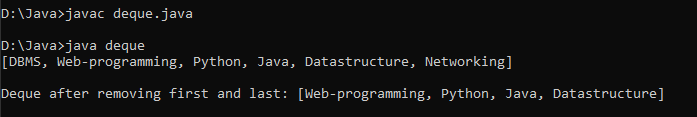 D:\Java>javac deque.java
D:\Java>java deque
[DBMS, Web-programming, Python, Java, Datastructure, Networking]
Deque after removing first and last: [Web-programming, Python, Java, Datastructure]